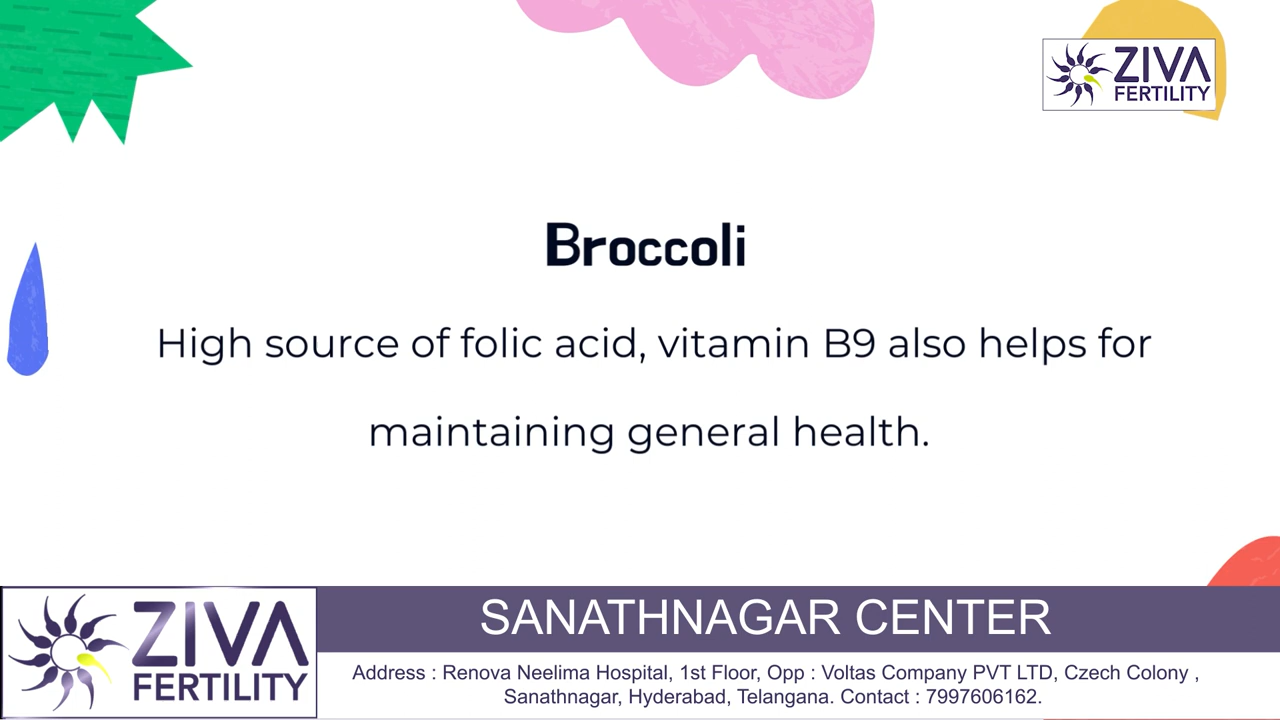 ZIVA
FERTILITY
Broccoli
High source of folic acid, vitamin B9 also helps for
maintaining general health.
ZIVA
FERTILITY
SANATHNAGAR CENTER
Address : Renova Neelima Hospital, 1st Floor, Opp : Voltas Company PVT LTD, Czech Colony ,
Sanathnagar, Hyderabad, Telangana. Contact : 7997606162.